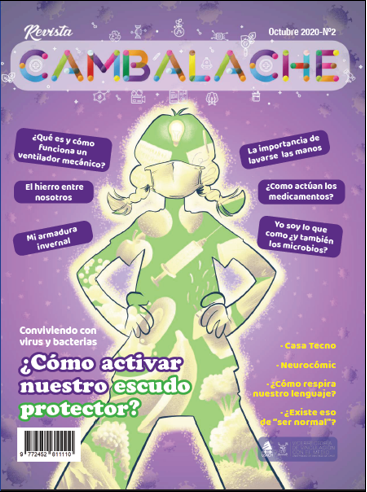 Revista
Octubre 2020-N°2
CAMBALACHE
¿Qué es y cómo
funciona un
ventilador mecánico?
La importancia de
lavarse las manos
El hierro entre
nosotros
¿Como actúan los
medicamentos?
Mi armadura
invernal
Yo soy lo que
como ¿y también
los microbios?
Conviviendo con
virus y bacterias
¿Cómo activar
nuestro escudo
protector?
- Casa Tecno
- Neurocómic
- ¿Cómo respira
nuestro lenguaje?
- ¿Existe eso
de "ser normal"?
9 772452 611110